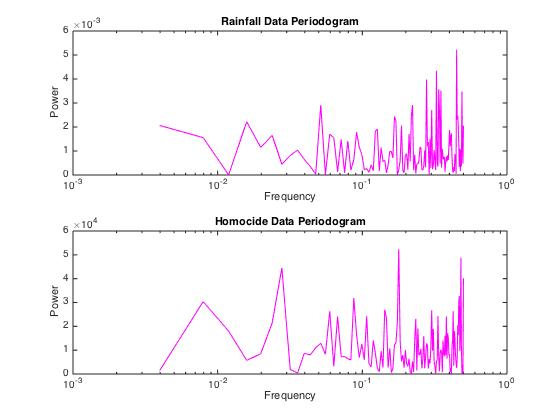 Rainfall Data Periodogram
×10⁻³
6
5
4
3
2
1
0
Power
10⁻³ 10⁻² 10⁻¹ 10⁰
Frequency
Homocide Data Periodogram
×10⁴
6
5
4
3
2
1
0
Power
10⁻³ 10⁻² 10⁻¹ 10⁰
Frequency